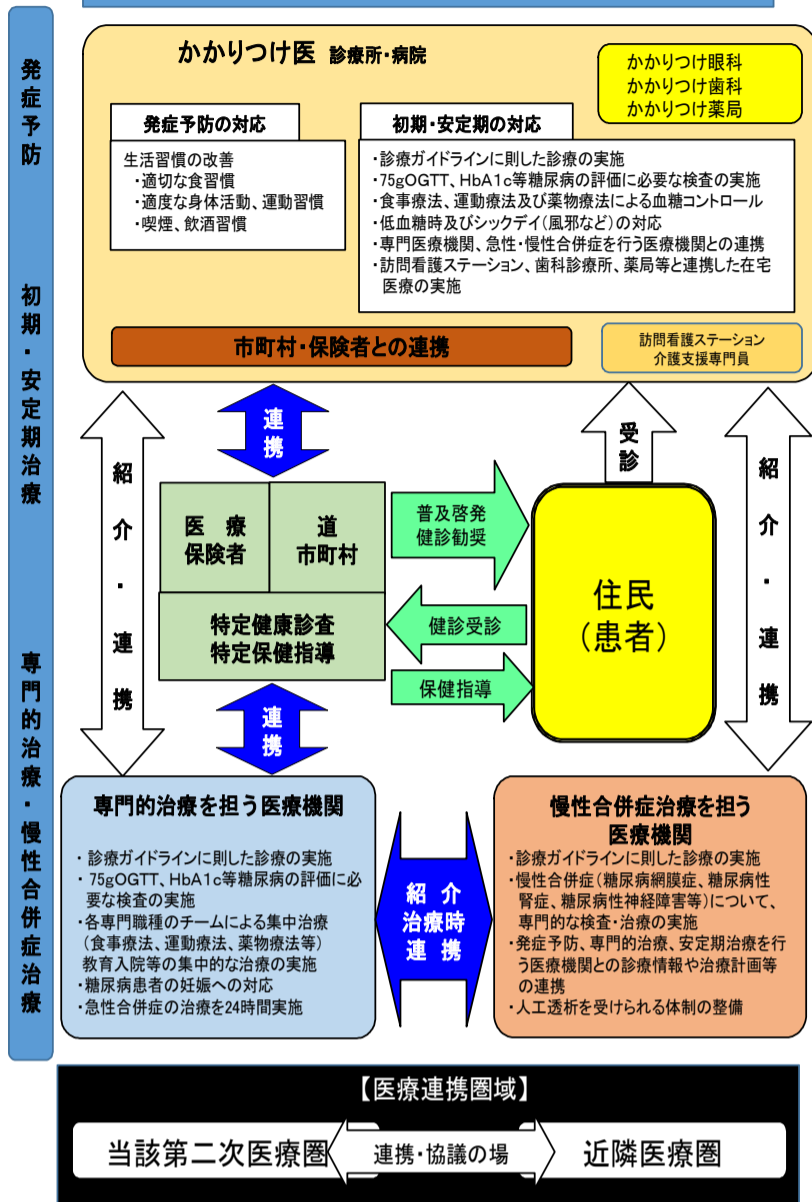 発症予防
初期・安定期治療
専門的治療・慢性合併症治療
かかりつけ医 診療所・病院
かかりつけ眼科
かかりつけ歯科
かかりつけ薬局
発症予防の対応
生活習慣の改善
・適切な食習慣
・適度な身体活動、運動習慣
・喫煙、飲酒習慣
初期・安定期の対応
・診療ガイドラインに則した診療の実施
・75gOGTT、HbA1c等糖尿病の評価に必要な検査の実施
・食事療法、運動療法及び薬物療法による血糖コントロール
・低血糖時及びシックデイ(風邪など)の対応
・専門医療機関、急性・慢性合併症を行う医療機関との連携
・訪問看護ステーション、歯科診療所、薬局等と連携した在宅
医療の実施
市町村・保険者との連携
訪問看護ステーション
介護支援専門員
紹介・連携
連携
受診
紹介・連携
医療
保険者
道
市町村
特定健康診査
特定保健指導
普及啓発
健診勧奨
健診受診
保健指導
住民
(患者)
連携
専門的治療を担う医療機関
・診療ガイドラインに則した診療の実施
・75gOGTT、HbA1c等糖尿病の評価に必
要な検査の実施
・各専門職種のチームによる集中治療
(食事療法、運動療法、薬物療法等)
教育入院等の集中的な治療の実施
・糖尿病患者の妊娠への対応
・急性合併症の治療を24時間実施
紹介
治療時
連携
慢性合併症治療を担う
医療機関
・診療ガイドラインに則した診療の実施
・慢性合併症(糖尿病網膜症、糖尿病性
腎症、糖尿病性神経障害等)について、
専門的な検査・治療の実施
・発症予防、専門的治療、安定期治療を行
う医療機関との診療情報や治療計画等
の連携
・人工透析を受けられる体制の整備
【医療連携圏域】
当該第二次医療圏
連携・協議の場
近隣医療圏